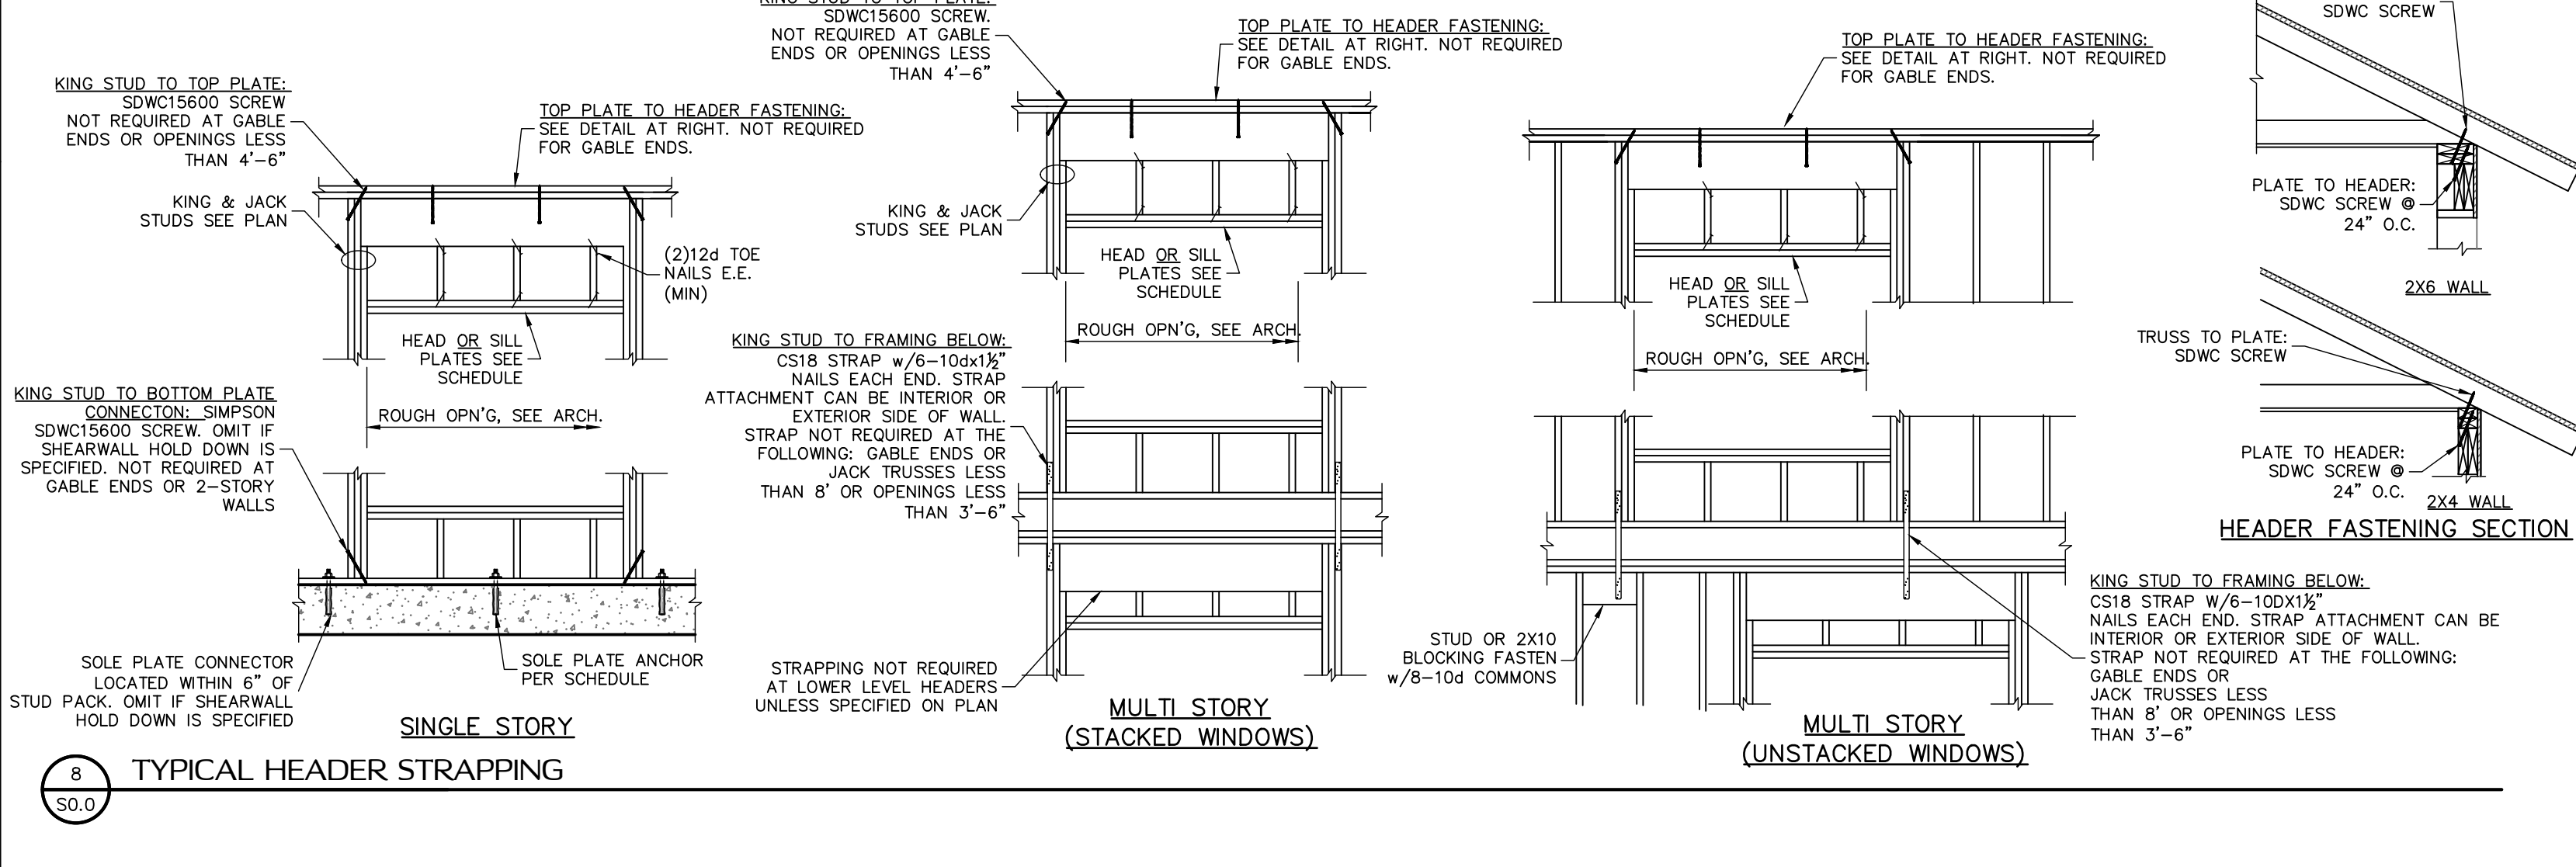 KING STUD TO TOP PLATE:
SDWC15600 SCREW
NOT REQUIRED AT GABLE
ENDS OR OPENINGS LESS
THAN 4'-6"
TOP PLATE TO HEADER FASTENING:
SEE DETAIL AT RIGHT. NOT REQUIRED
FOR GABLE ENDS.
KING & JACK
STUDS SEE PLAN
(2)12d TOE
NAILS E.E.
(MIN)
HEAD OR SILL
PLATES SEE
SCHEDULE
ROUGH OPN'G, SEE ARCH.
KING STUD TO BOTTOM PLATE
CONNECTON: SIMPSON
SDWC15600 SCREW. OMIT IF
SHEARWALL HOLD DOWN IS
SPECIFIED. NOT REQUIRED AT
GABLE ENDS OR 2-STORY
WALLS
SOLE PLATE CONNECTOR
LOCATED WITHIN 6" OF
STUD PACK. OMIT IF SHEARWALL
HOLD DOWN IS SPECIFIED
SOLE PLATE ANCHOR
PER SCHEDULE
SINGLE STORY
KING STUD TO TOP PLATE:
SDWC15600 SCREW.
NOT REQUIRED AT GABLE
ENDS OR OPENINGS LESS
THAN 4'-6"
TOP PLATE TO HEADER FASTENING:
SEE DETAIL AT RIGHT. NOT REQUIRED
FOR GABLE ENDS.
KING & JACK
STUDS SEE PLAN
HEAD OR SILL
PLATES SEE
SCHEDULE
ROUGH OPN'G, SEE ARCH.
KING STUD TO FRAMING BELOW:
CS18 STRAP w/6-10dx1½"
NAILS EACH END. STRAP
ATTACHMENT CAN BE INTERIOR OR
EXTERIOR SIDE OF WALL.
STRAP NOT REQUIRED AT THE
FOLLOWING: GABLE ENDS OR
JACK TRUSSES LESS
THAN 8' OR OPENINGS LESS
THAN 3'-6"
STRAPPING NOT REQUIRED
AT LOWER LEVEL HEADERS
UNLESS SPECIFIED ON PLAN
MULTI STORY
(STACKED WINDOWS)
TOP PLATE TO HEADER FASTENING:
SEE DETAIL AT RIGHT. NOT REQUIRED
FOR GABLE ENDS.
HEAD OR SILL
PLATES SEE
SCHEDULE
ROUGH OPN'G, SEE ARCH.
STUD OR 2X10
BLOCKING FASTEN
w/8-10d COMMONS
KING STUD TO FRAMING BELOW:
CS18 STRAP W/6-10DX1½"
NAILS EACH END. STRAP ATTACHMENT CAN BE
INTERIOR OR EXTERIOR SIDE OF WALL.
STRAP NOT REQUIRED AT THE FOLLOWING:
GABLE ENDS OR
JACK TRUSSES LESS
THAN 8' OR OPENINGS LESS
THAN 3'-6"
MULTI STORY
(UNSTACKED WINDOWS)
SDWC SCREW
PLATE TO HEADER:
SDWC SCREW @
24" O.C.
2X6 WALL
TRUSS TO PLATE:
SDWC SCREW
PLATE TO HEADER:
SDWC SCREW @
24" O.C.
2X4 WALL
HEADER FASTENING SECTION
8
S0.0
TYPICAL HEADER STRAPPING